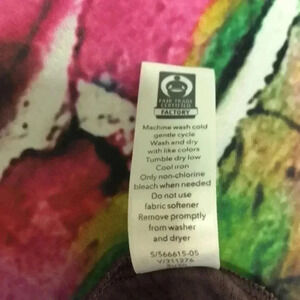 FAIR TRADE
CERTIFIED
FACTORY
Machine wash cold
gentle cycle
Wash and dry
with like colors
Tumble dry low
Cool iron
Only non-chlorine
bleach when needed
Do not use
fabric softener
Remove promptly
from washer
and dryer
S/566615-05
V/311276